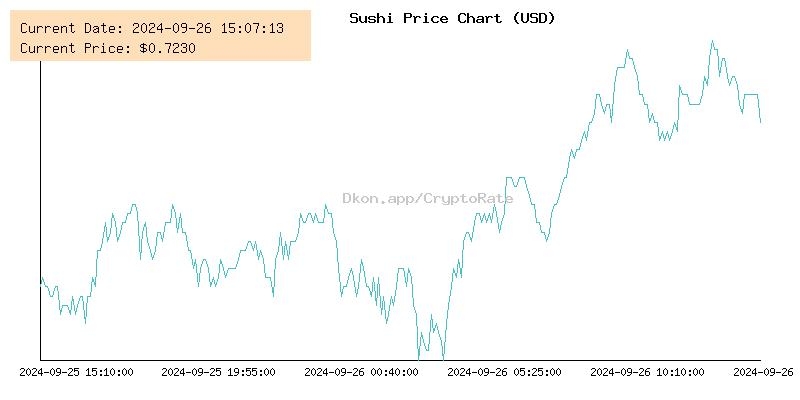 Sushi Price Chart (USD)
Current Date: 2024-09-26 15:07:13
Current Price: $0.7230
Dkon.app/CryptoRate
2024-09-25 15:10:00 2024-09-25 19:55:00 2024-09-26 00:40:00 2024-09-26 05:25:00 2024-09-26 10:10:00 2024-09-26